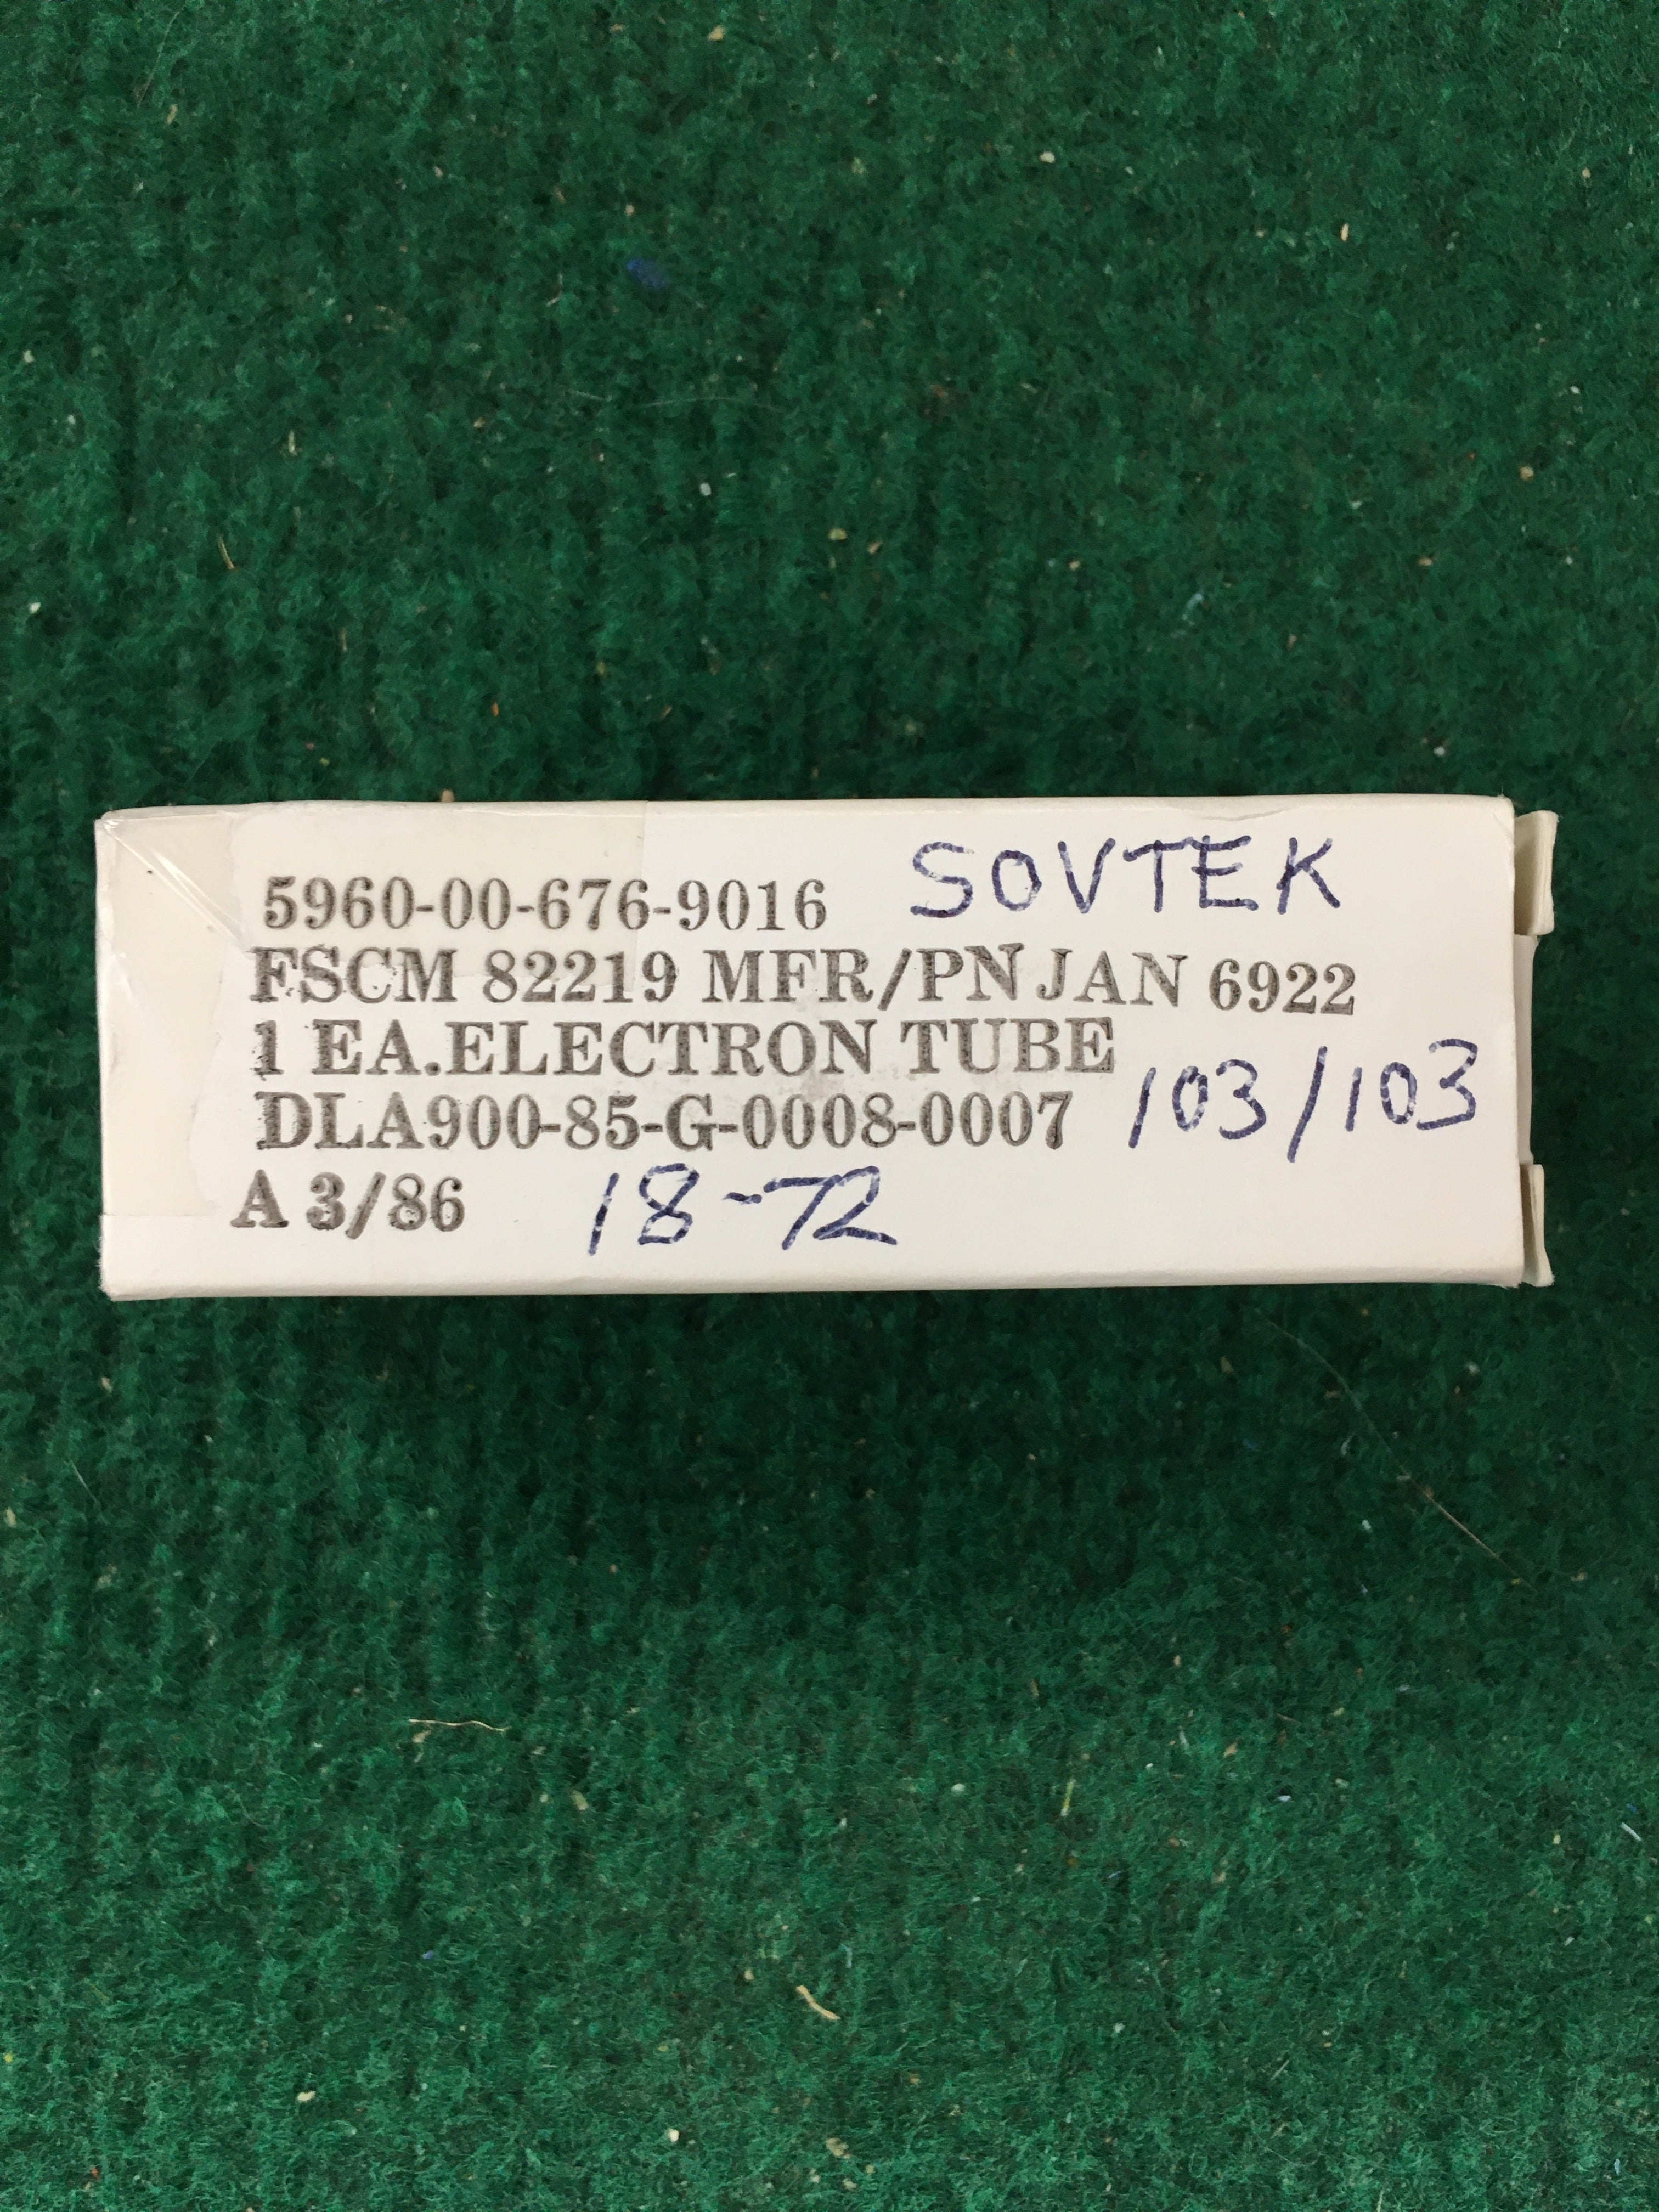 5960-00-676-9016 SOVTEK
FSCM 82219 MFR/PN JAN 6922
1 EA.ELECTRON TUBE
DLA900-85-G-0008-0007 103/103
A 3/86 18-72